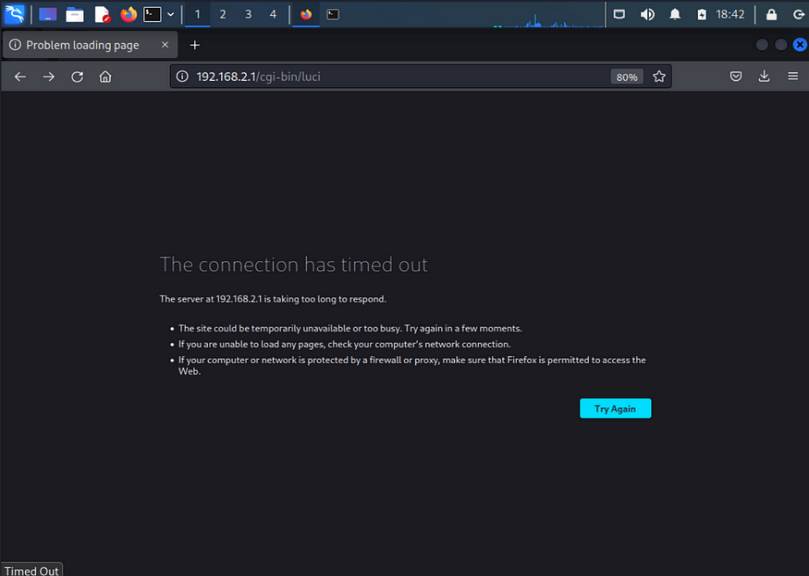 1 2 3 4 18:42
Problem loading page
192.168.2.1/cgi-bin/luci 80%
The connection has timed out
The server at 192.168.2.1 is taking too long to respond.
• The site could be temporarily unavailable or too busy. Try again in a few moments.
• If you are unable to load any pages, check your computer's network connection.
• If your computer or network is protected by a firewall or proxy, make sure that Firefox is permitted to access the
Web.
Try Again
Timed Out